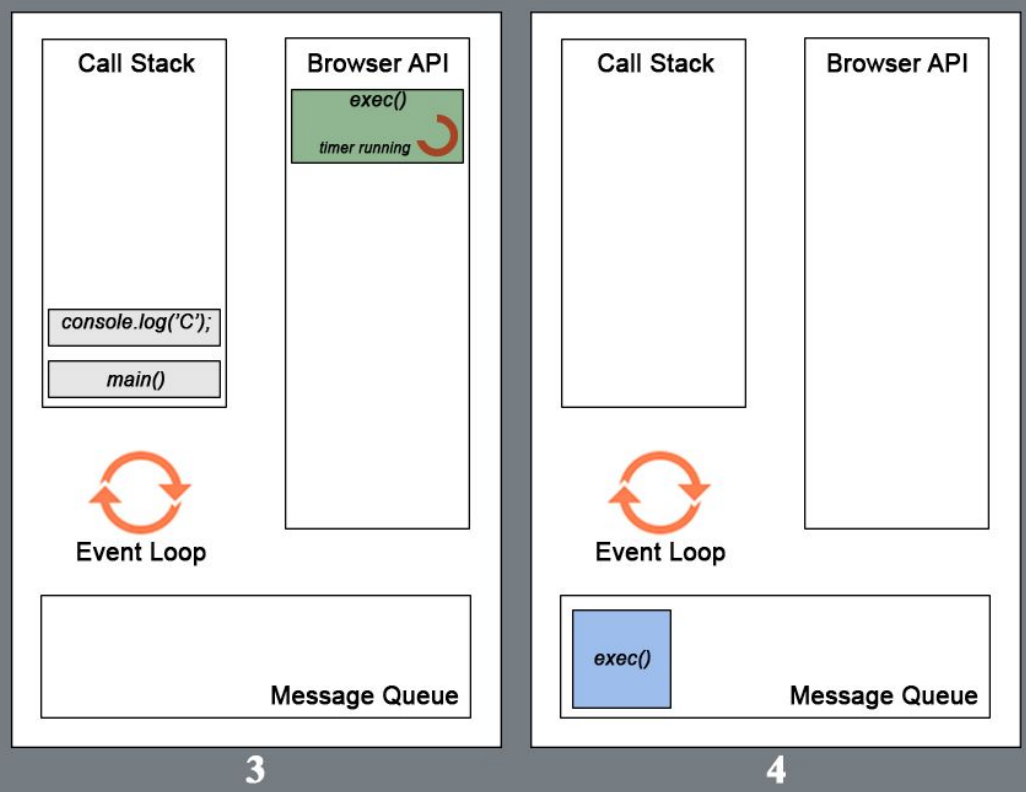 Call Stack
Browser API
exec()
timer running
console.log('C');
main()
Event Loop
Message Queue
3
Call Stack
Browser API
Event Loop
exec()
Message Queue
4